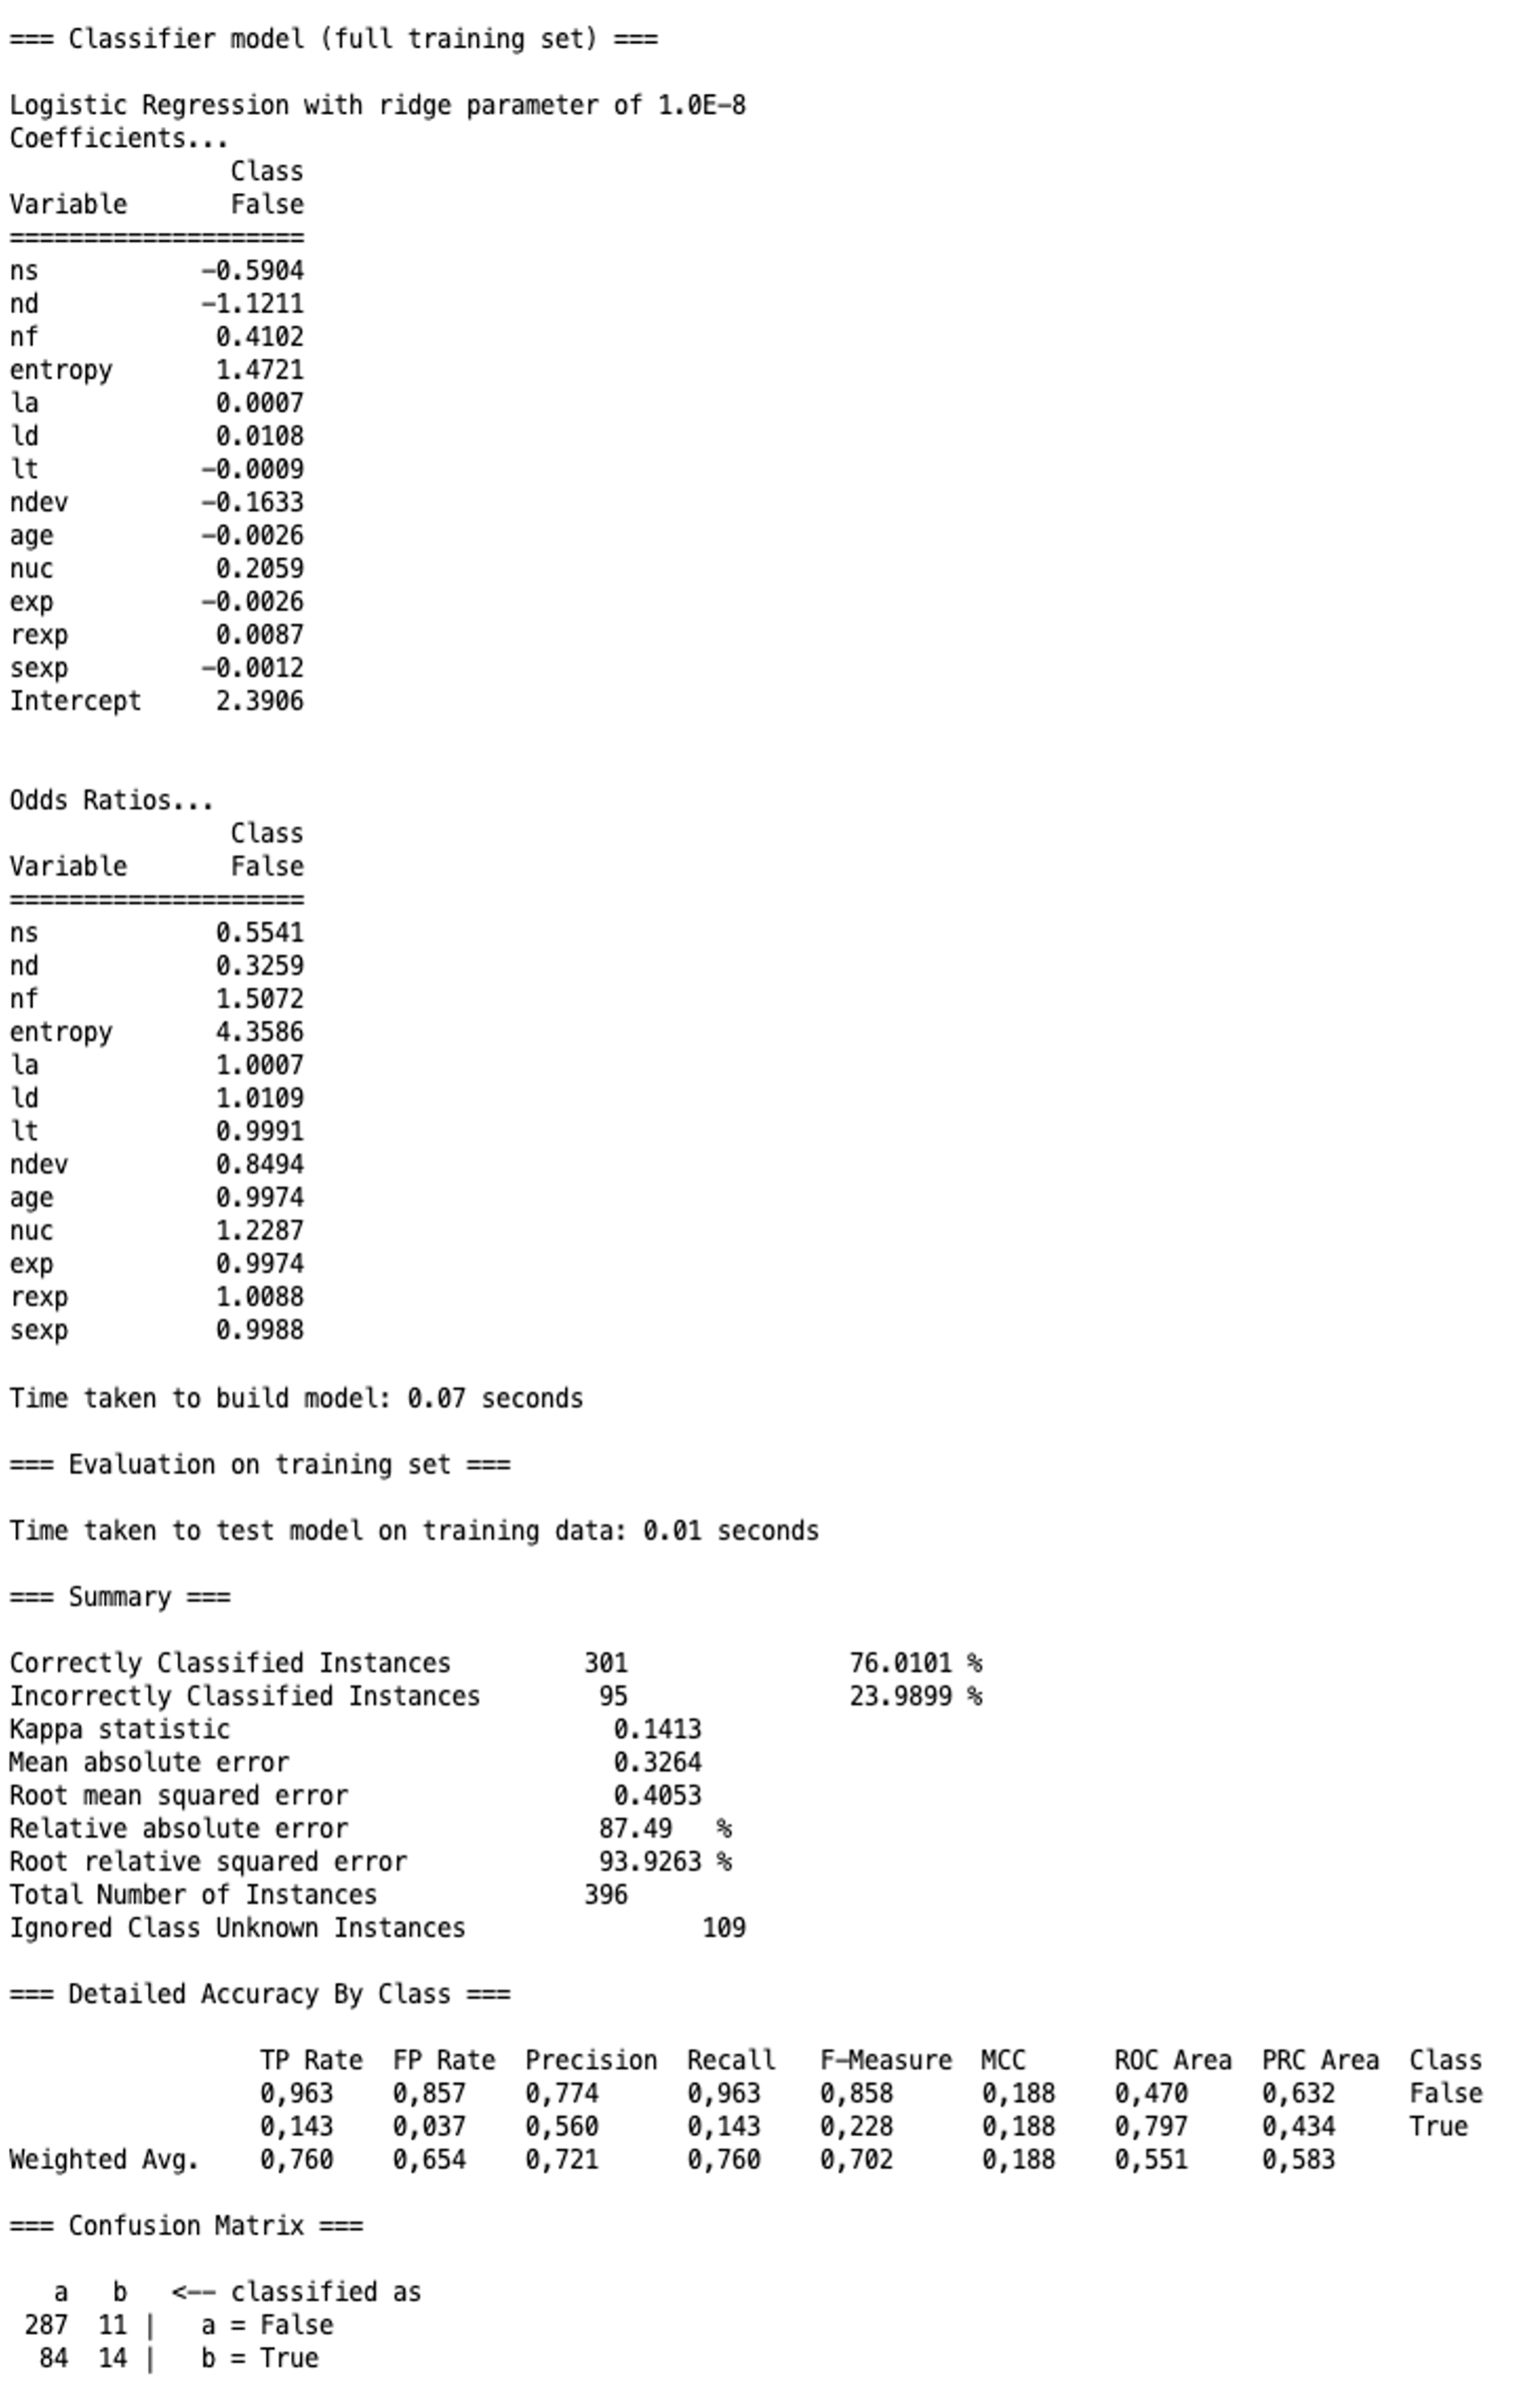 === Classifier model (full training set) ===
Logistic Regression with ridge parameter of 1.0E-8
Coefficients...
Class
Variable False
====================
ns -0.5904
nd -1.1211
nf 0.4102
entropy 1.4721
la 0.0007
ld 0.0108
lt -0.0009
ndev -0.1633
age -0.0026
nuc 0.2059
exp -0.0026
rexp 0.0087
sexp -0.0012
Intercept 2.3906
Odds Ratios...
Class
Variable False
====================
ns 0.5541
nd 0.3259
nf 1.5072
entropy 4.3586
la 1.0007
ld 1.0109
lt 0.9991
ndev 0.8494
age 0.9974
nuc 1.2287
exp 0.9974
rexp 1.0088
sexp 0.9988
Time taken to build model: 0.07 seconds
=== Evaluation on training set ===
Time taken to test model on training data: 0.01 seconds
=== Summary ===
Correctly Classified Instances 301 76.0101 %
Incorrectly Classified Instances 95 23.9899 %
Kappa statistic 0.1413
Mean absolute error 0.3264
Root mean squared error 0.4053
Relative absolute error 87.49 %
Root relative squared error 93.9263 %
Total Number of Instances 396
Ignored Class Unknown Instances 109
=== Detailed Accuracy By Class ===
TP Rate FP Rate Precision Recall F-Measure MCC ROC Area PRC Area Class
0,963 0,857 0,774 0,963 0,858 0,188 0,470 0,632 False
0,143 0,037 0,560 0,143 0,228 0,188 0,797 0,434 True
Weighted Avg. 0,760 0,654 0,721 0,760 0,702 0,188 0,551 0,583
=== Confusion Matrix ===
a b <-- classified as
287 11 | a = False
84 14 | b = True